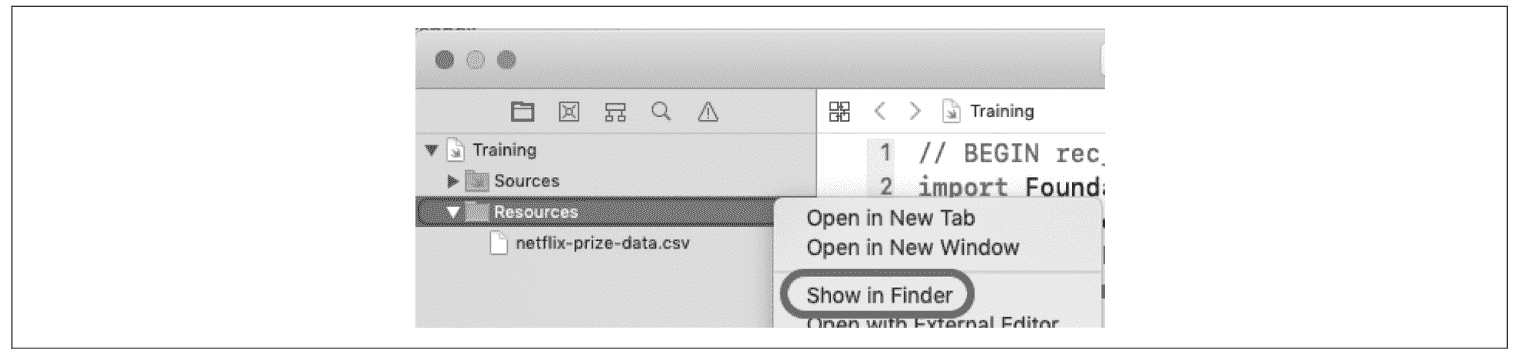 Training
Training
1 // BEGIN rec_
Sources
2 import Founda
Resources
Open in New Tab
netflix-prize-data.csv
Open in New Window
Show in Finder
Open with External Editor